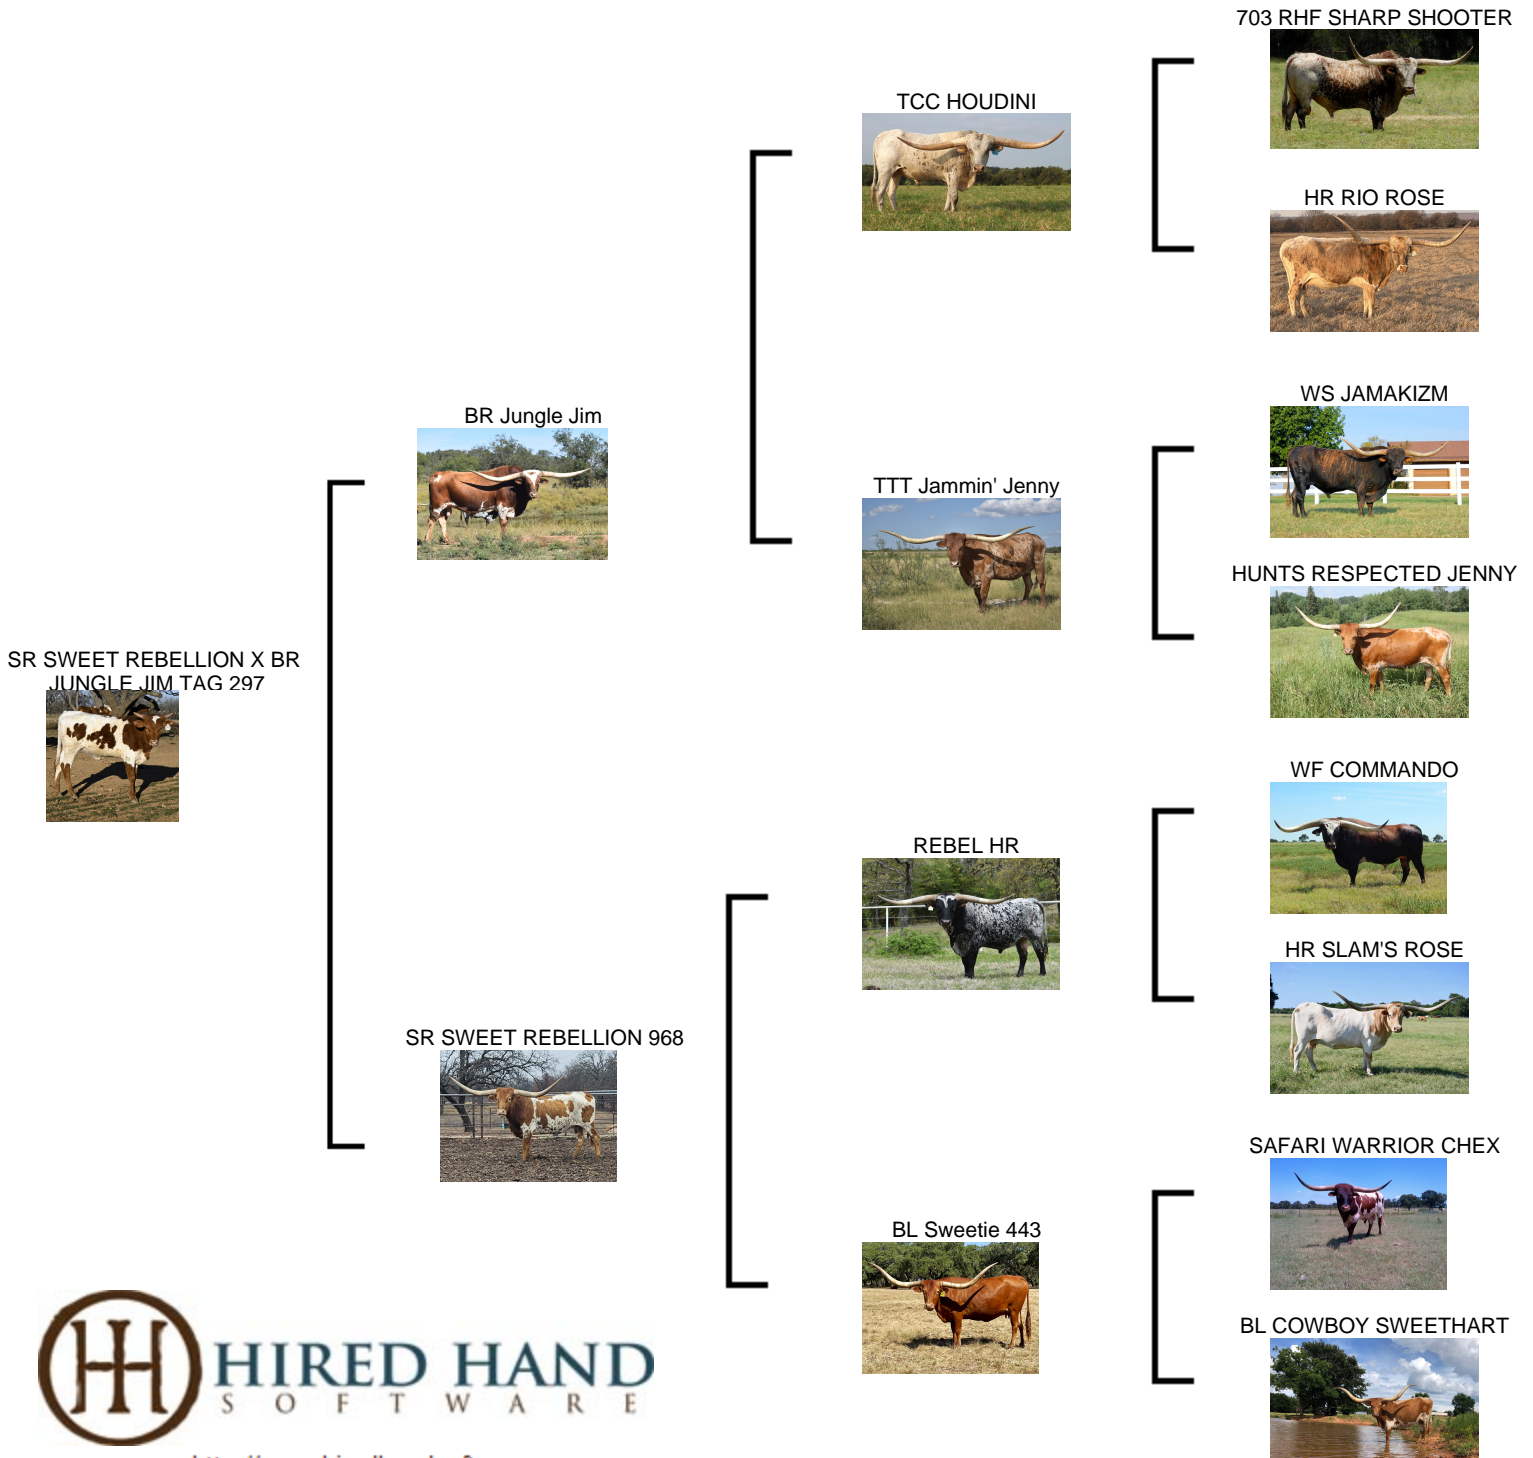 703 RHF SHARP SHOOTER
TCC HOUDINI
HR RIO ROSE
WS JAMAKIZM
BR Jungle Jim
TTT Jammin' Jenny
HUNTS RESPECTED JENNY
SR SWEET REBELLION X BR
JUNGLE JIM TAG 297
WF COMMANDO
REBEL HR
HR SLAM'S ROSE
SR SWEET REBELLION 968
SAFARI WARRIOR CHEX
BL Sweetie 443
BL COWBOY SWEETHART
HIRED HAND
SOFTWARE